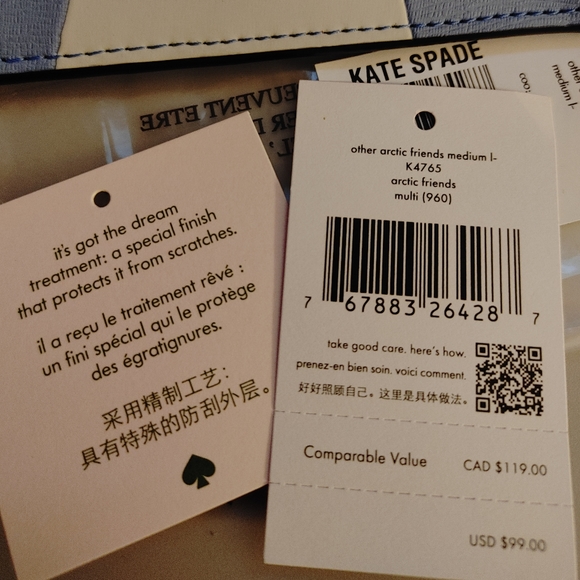 KATE SPADE
medium l-
EUVENT ETRE
it's got the dream
treatment: a special finish
that protects it from scratches.
il a reçu le traitement rêvé :
un fini spécial qui le protège
des égratignures.
采用精制工艺：
具有特殊的防刮外层。
other arctic friends medium l-
K4765
arctic friends
multi (960)
7 67883 26428 7
take good care. here's how.
prenez-en bien soin. voici comment.
好好照顾自己。这里是具体做法。
Comparable Value CAD $119.00
USD $99.00